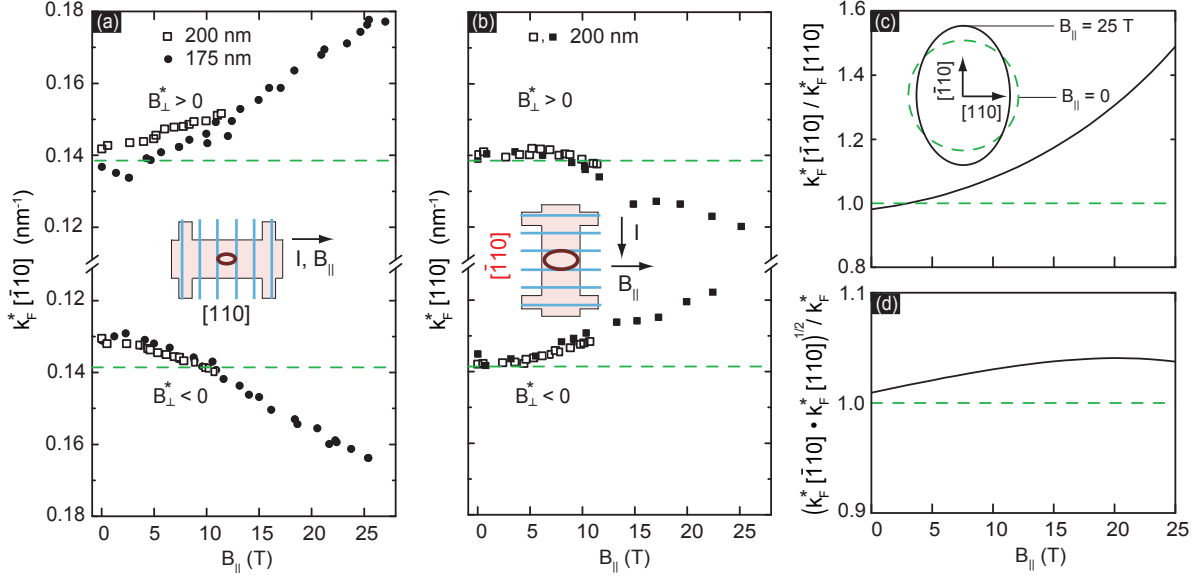 (a)
□ 200 nm
● 175 nm
B*⊥ > 0
k*F [1̄10] (nm⁻¹)
0.18
0.16
0.14
0.12
0.12
0.14
0.16
0.18
I, B||
[110]
B*⊥ < 0
0 5 10 15 20 25
B|| (T)
(b)
□, ■ 200 nm
B*⊥ > 0
k*F [110] (nm⁻¹)
[1̄10]
I
B||
B*⊥ < 0
0 5 10 15 20 25
B|| (T)
(c)
k*F [1̄10] / k*F [110]
1.6
1.4
1.2
1.0
0.8
B|| = 25 T
B|| = 0
[1̄10]
[110]
(d)
(k*F [1̄10] • k*F [110])^1/2 / k*F
1.1
1.0
0.9
0 5 10 15 20 25
B|| (T)